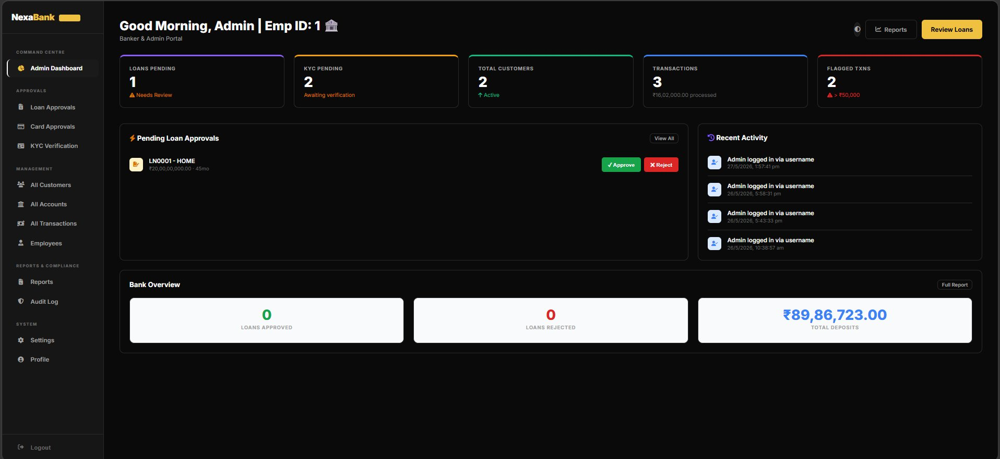 NexaBank
COMMAND CENTRE
Admin Dashboard
APPROVALS
Loan Approvals
Card Approvals
KYC Verification
MANAGEMENT
All Customers
All Accounts
All Transactions
Employees
REPORTS & COMPLIANCE
Reports
Audit Log
SYSTEM
Settings
Profile
Logout
Good Morning, Admin | Emp ID: 1
Banker & Admin Portal
Reports
Review Loans
LOANS PENDING
1
Needs Review
KYC PENDING
2
Awaiting verification
TOTAL CUSTOMERS
2
Active
TRANSACTIONS
3
₹16,02,000.00 processed
FLAGGED TXNS
2
> ₹50,000
Pending Loan Approvals
View All
LN0001 - HOME
₹20,00,00,000.00 · 45mo
Approve
Reject
Recent Activity
Admin logged in via username
27/5/2026, 1:57:41 pm
Admin logged in via username
26/5/2026, 5:58:31 pm
Admin logged in via username
26/5/2026, 5:43:33 pm
Admin logged in via username
26/5/2026, 10:38:57 am
Bank Overview
Full Report
0
LOANS APPROVED
0
LOANS REJECTED
₹89,86,723.00
TOTAL DEPOSITS